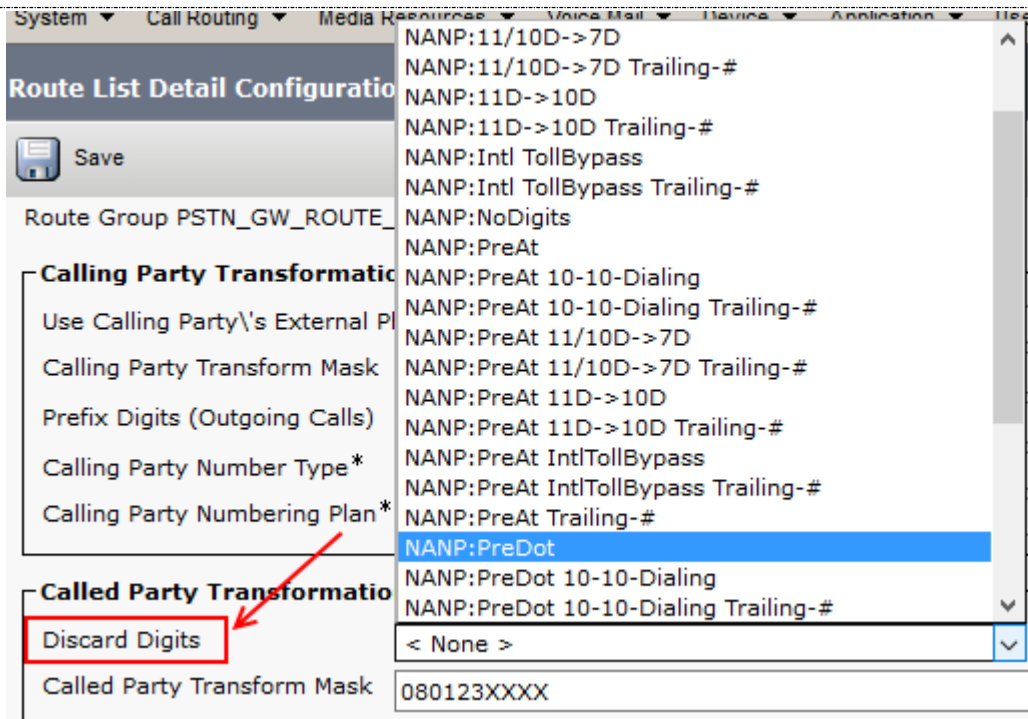 System Call Routing Media Resources Voice Mail Device Application
NANP:11/10D->7D
NANP:11/10D->7D Trailing-#
Route List Detail Configuratio
NANP:11D->10D
NANP:11D->10D Trailing-#
Save
NANP:Intl TollBypass
NANP:Intl TollBypass Trailing-#
Route Group PSTN_GW_ROUTE_
NANP:NoDigits
NANP:PreAt
Calling Party Transformatio
NANP:PreAt 10-10-Dialing
NANP:PreAt 10-10-Dialing Trailing-#
Use Calling Party\'s External Pl
NANP:PreAt 11/10D->7D
Calling Party Transform Mask
NANP:PreAt 11/10D->7D Trailing-#
NANP:PreAt 11D->10D
Prefix Digits (Outgoing Calls)
NANP:PreAt 11D->10D Trailing-#
NANP:PreAt IntlTollBypass
Calling Party Number Type*
NANP:PreAt IntlTollBypass Trailing-#
Calling Party Numbering Plan*
NANP:PreAt Trailing-#
NANP:PreDot
NANP:PreDot 10-10-Dialing
Called Party Transformatio
NANP:PreDot 10-10-Dialing Trailing-#
Discard Digits
< None >
Called Party Transform Mask
080123XXXX